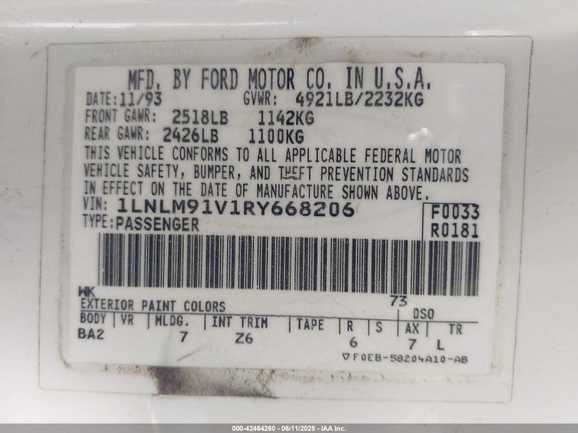 MFD. BY FORD MOTOR CO. IN U.S.A.
DATE: 11/93 GVWR: 4921LB/2232KG
FRONT GAWR: 2518LB 1142KG
REAR GAWR: 2426LB 1100KG
THIS VEHICLE CONFORMS TO ALL APPLICABLE FEDERAL MOTOR
VEHICLE SAFETY, BUMPER, AND THEFT PREVENTION STANDARDS
IN EFFECT ON THE DATE OF MANUFACTURE SHOWN ABOVE.
VIN: 1LNLM91V1RY668206 F0033
TYPE: PASSENGER R0181
WK 73
EXTERIOR PAINT COLORS DSO
BODY VR MLDG. INT TRIM TAPE R S AX TR
BA2 7 Z6 6 7 L
F0EB-58204A10-AB
000-42464260 - 06/11/2025 - IAA Inc.